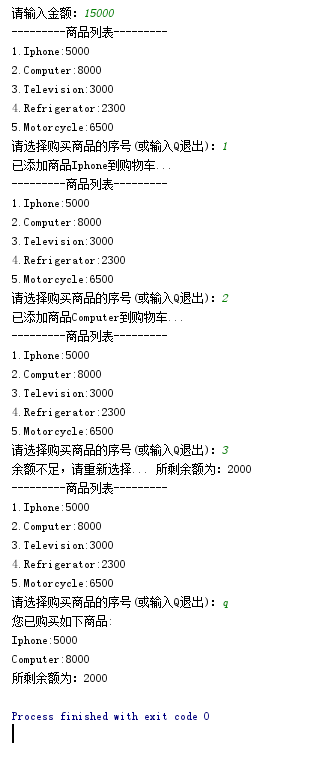 请输入金额：15000
---------商品列表---------
1.Iphone:5000
2.Computer:8000
3.Television:3000
4.Refrigerator:2300
5.Motorcycle:6500
请选择购买商品的序号(或输入Q退出)：1
已添加商品Iphone到购物车...
---------商品列表---------
1.Iphone:5000
2.Computer:8000
3.Television:3000
4.Refrigerator:2300
5.Motorcycle:6500
请选择购买商品的序号(或输入Q退出)：2
已添加商品Computer到购物车...
---------商品列表---------
1.Iphone:5000
2.Computer:8000
3.Television:3000
4.Refrigerator:2300
5.Motorcycle:6500
请选择购买商品的序号(或输入Q退出)：3
余额不足，请重新选择... 所剩余额为：2000
---------商品列表---------
1.Iphone:5000
2.Computer:8000
3.Television:3000
4.Refrigerator:2300
5.Motorcycle:6500
请选择购买商品的序号(或输入Q退出)：q
您已购买如下商品:
Iphone:5000
Computer:8000
所剩余额为：2000
Process finished with exit code 0